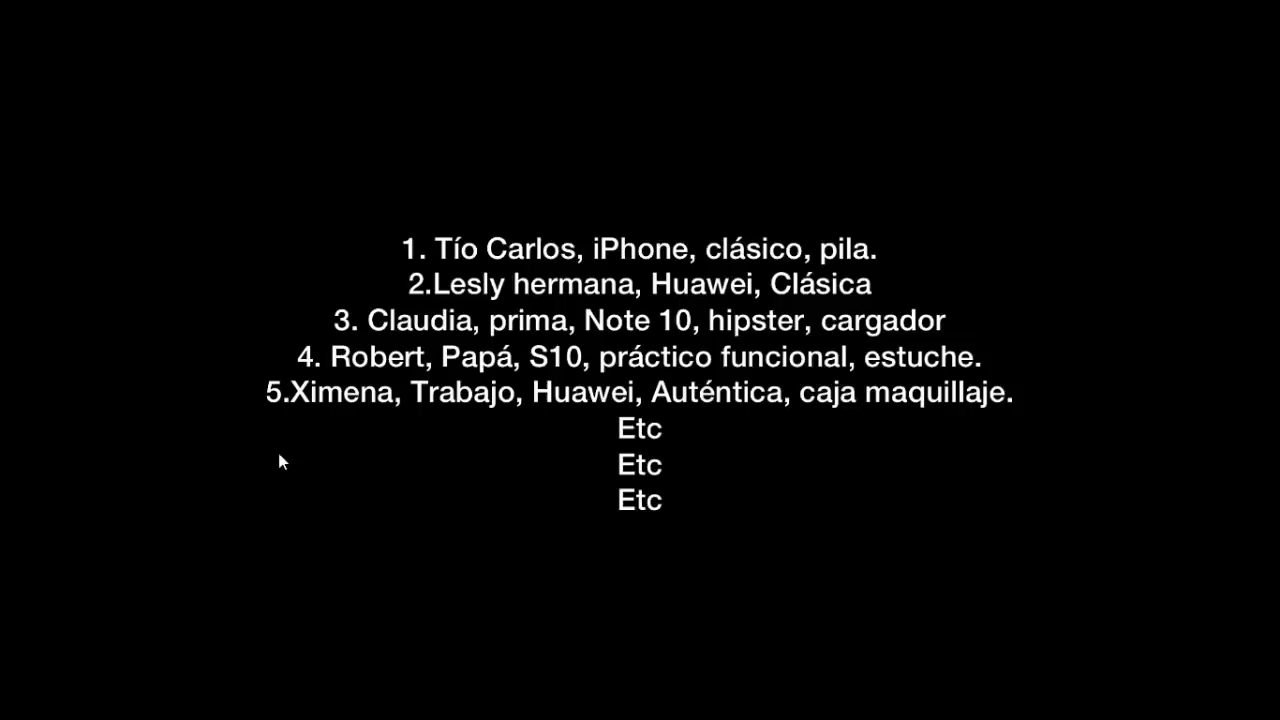 1. Tío Carlos, iPhone, clásico, pila.
2.Lesly hermana, Huawei, Clásica
3. Claudia, prima, Note 10, hipster, cargador
4. Robert, Papá, S10, práctico funcional, estuche.
5.Ximena, Trabajo, Huawei, Auténtica, caja maquillaje.
Etc
Etc
Etc